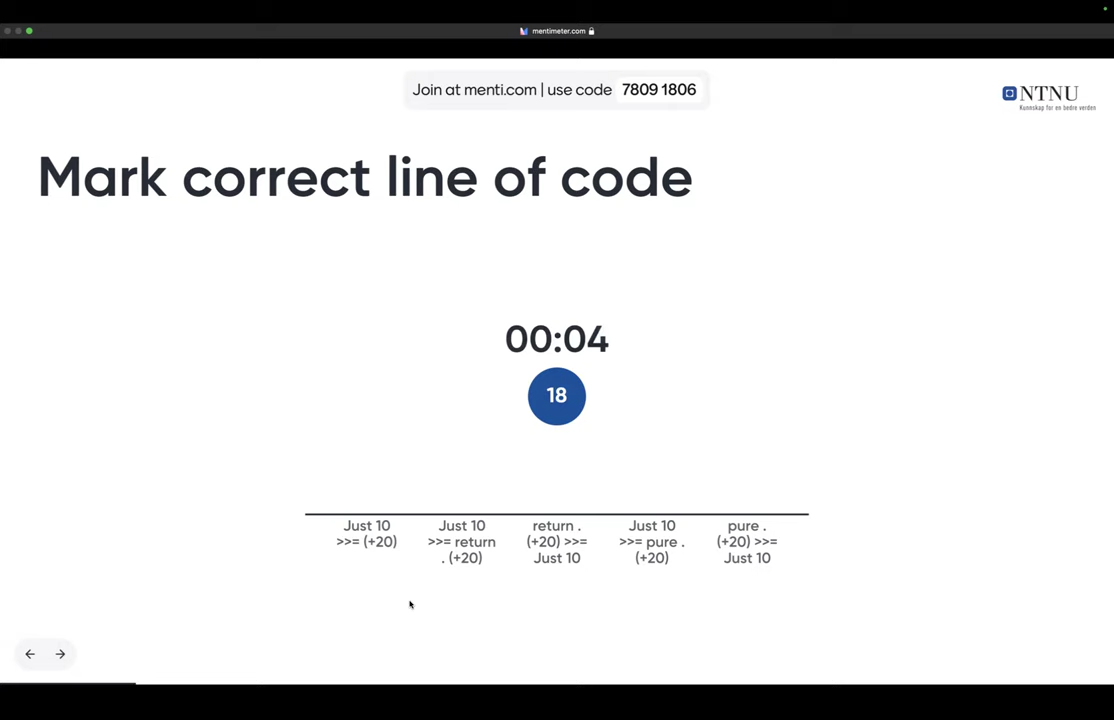 mentimeter.com
Join at menti.com | use code 7809 1806
NTNU
Kunnskap for en bedre verden
Mark correct line of code
00:04
18
Just 10
>>= (+20)
Just 10
>>= return
. (+20)
return .
(+20) >>=
Just 10
Just 10
>>= pure .
(+20)
pure .
(+20) >>=
Just 10